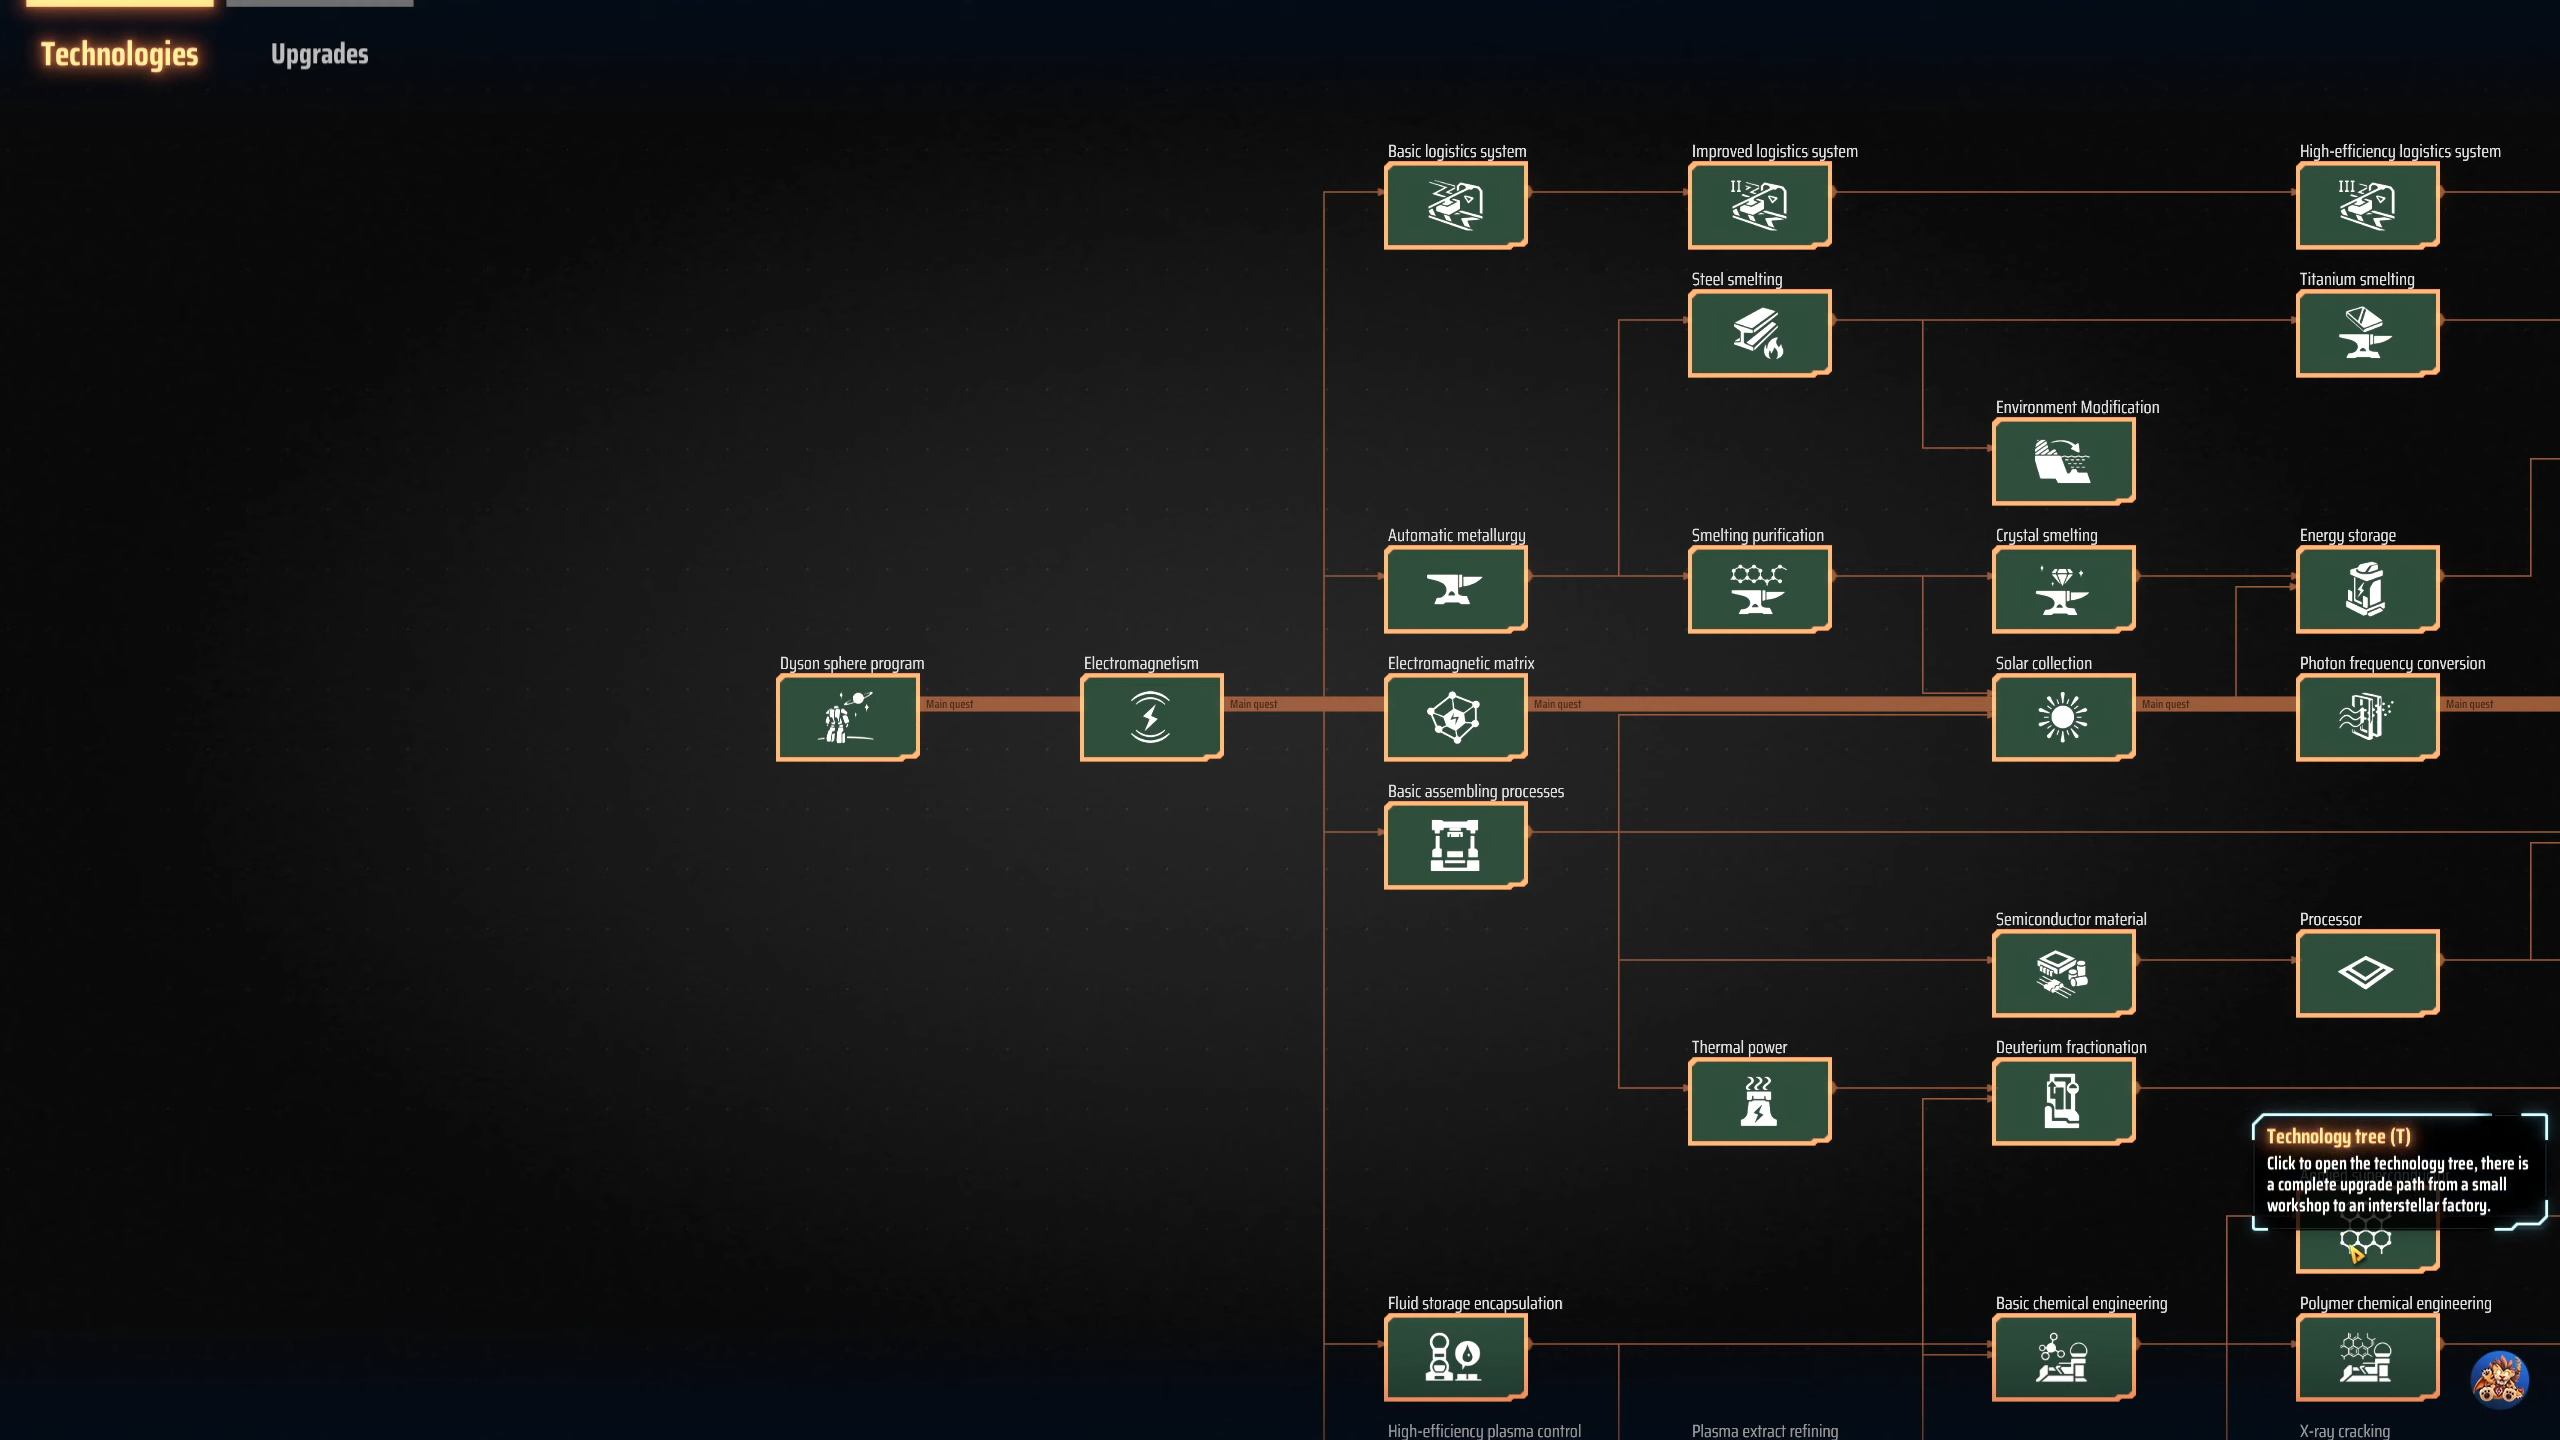 Technologies
Upgrades
Basic logistics system
Improved logistics system
High-efficiency logistics system
II
III
Steel smelting
Titanium smelting
Environment Modification
Automatic metallurgy
Smelting purification
Crystal smelting
Energy storage
Dyson sphere program
Electromagnetism
Electromagnetic matrix
Solar collection
Photon frequency conversion
Main quest
Main quest
Main quest
Main quest
Main quest
Basic assembling processes
Semiconductor material
Processor
Thermal power
Deuterium fractionation
Technology tree (T)
Click to open the technology tree, there is
a complete upgrade path from a small
workshop to an interstellar factory.
Fluid storage encapsulation
Basic chemical engineering
Polymer chemical engineering
High-efficiency plasma control
Plasma extract refining
X-ray cracking